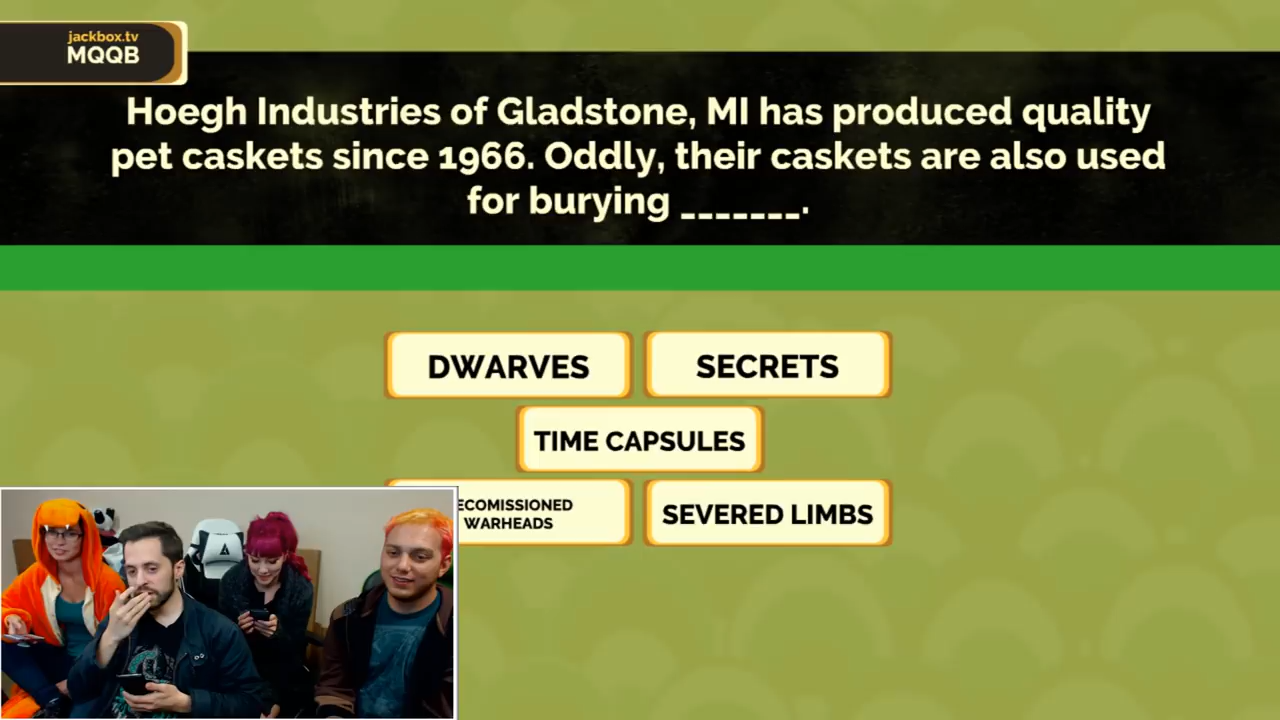 jackbox.tv
MQQB
Hoegh Industries of Gladstone, MI has produced quality
pet caskets since 1966. Oddly, their caskets are also used
for burying _______.
DWARVES
SECRETS
TIME CAPSULES
ECOMISSIONED
WARHEADS
SEVERED LIMBS